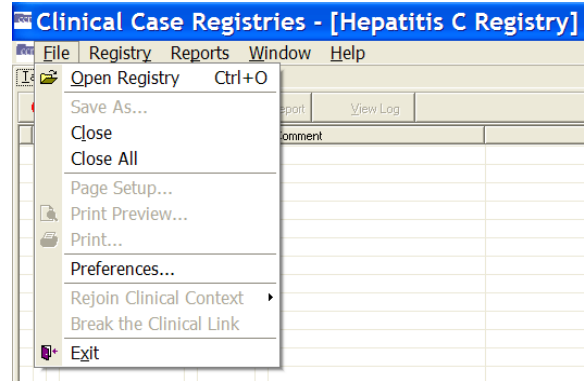 Clinical Case Registries - [Hepatitis C Registry]
File Registry Reports Window Help
Open Registry Ctrl+O
Save As...
Close
View Log
Close All
Page Setup...
Print Preview...
Print...
Preferences...
Rejoin Clinical Context
Break the Clinical Link
Exit